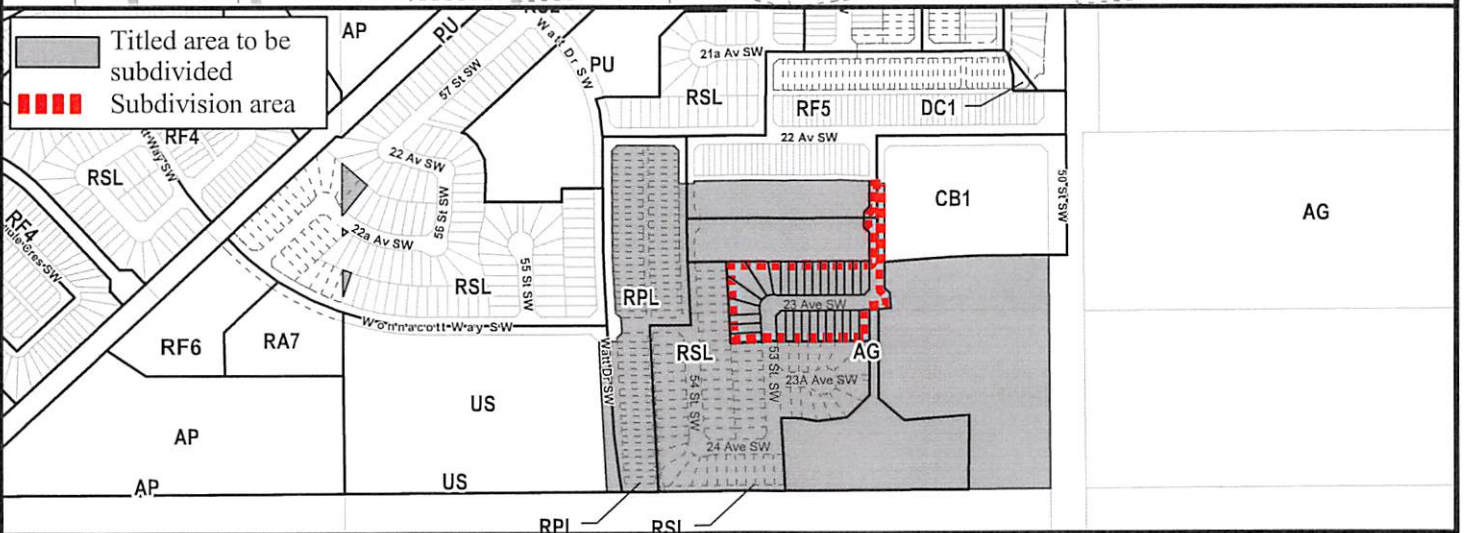 Titled area to be
subdivided
Subdivision area
AP
PU
Watt Dr SW
PU
57 St SW
21a Av SW
RSL
RF5
DC1
22 Av SW
RF4
RSL
RF4
22 Av SW
56 St SW
22a Av SW
RSL
55 St SW
Wonnacott Way SW
RPL
CB1
50 St SW
AG
23 Ave SW
RSL
AG
53 St. SW
23A Ave SW
54 St SW
24 Ave SW
Watt Dr SW
RF6
RA7
US
AP
AP
US
RPL
RSL